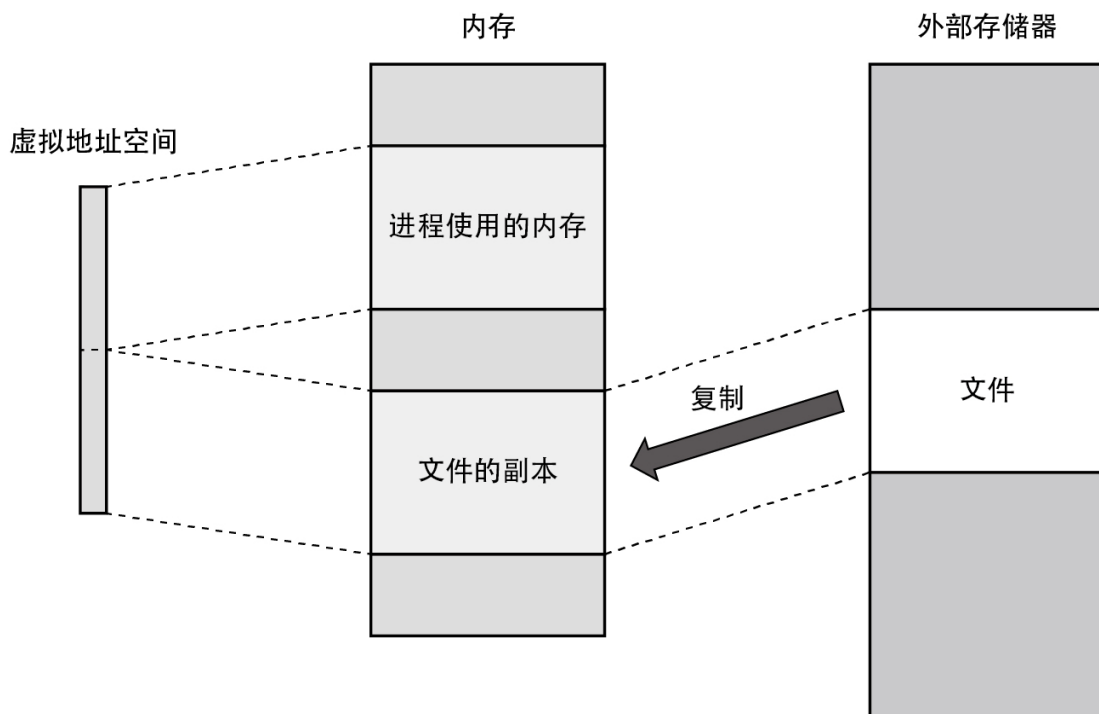 内存
外部存储器
虚拟地址空间
进程使用的内存
复制
文件
文件的副本